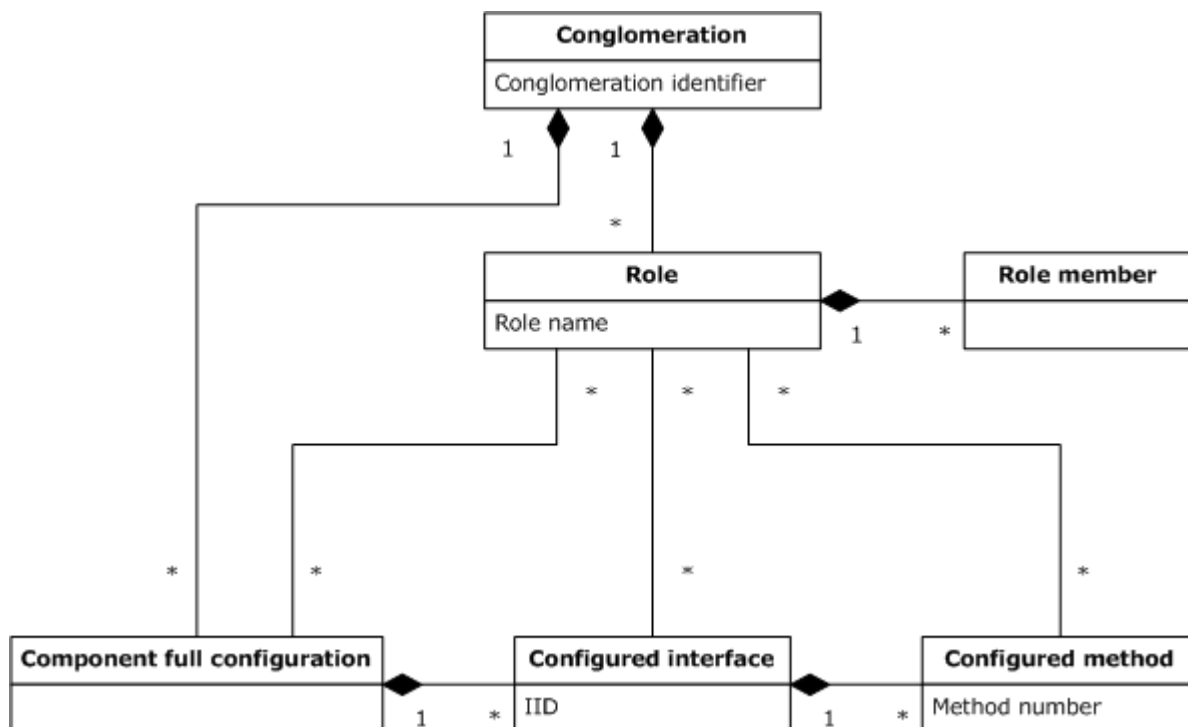 Conglomeration
Conglomeration identifier
1 1
*
Role Role member
Role name
1 *
* * *
* * * *
Component full configuration Configured interface Configured method
IID Method number
1 * 1 *